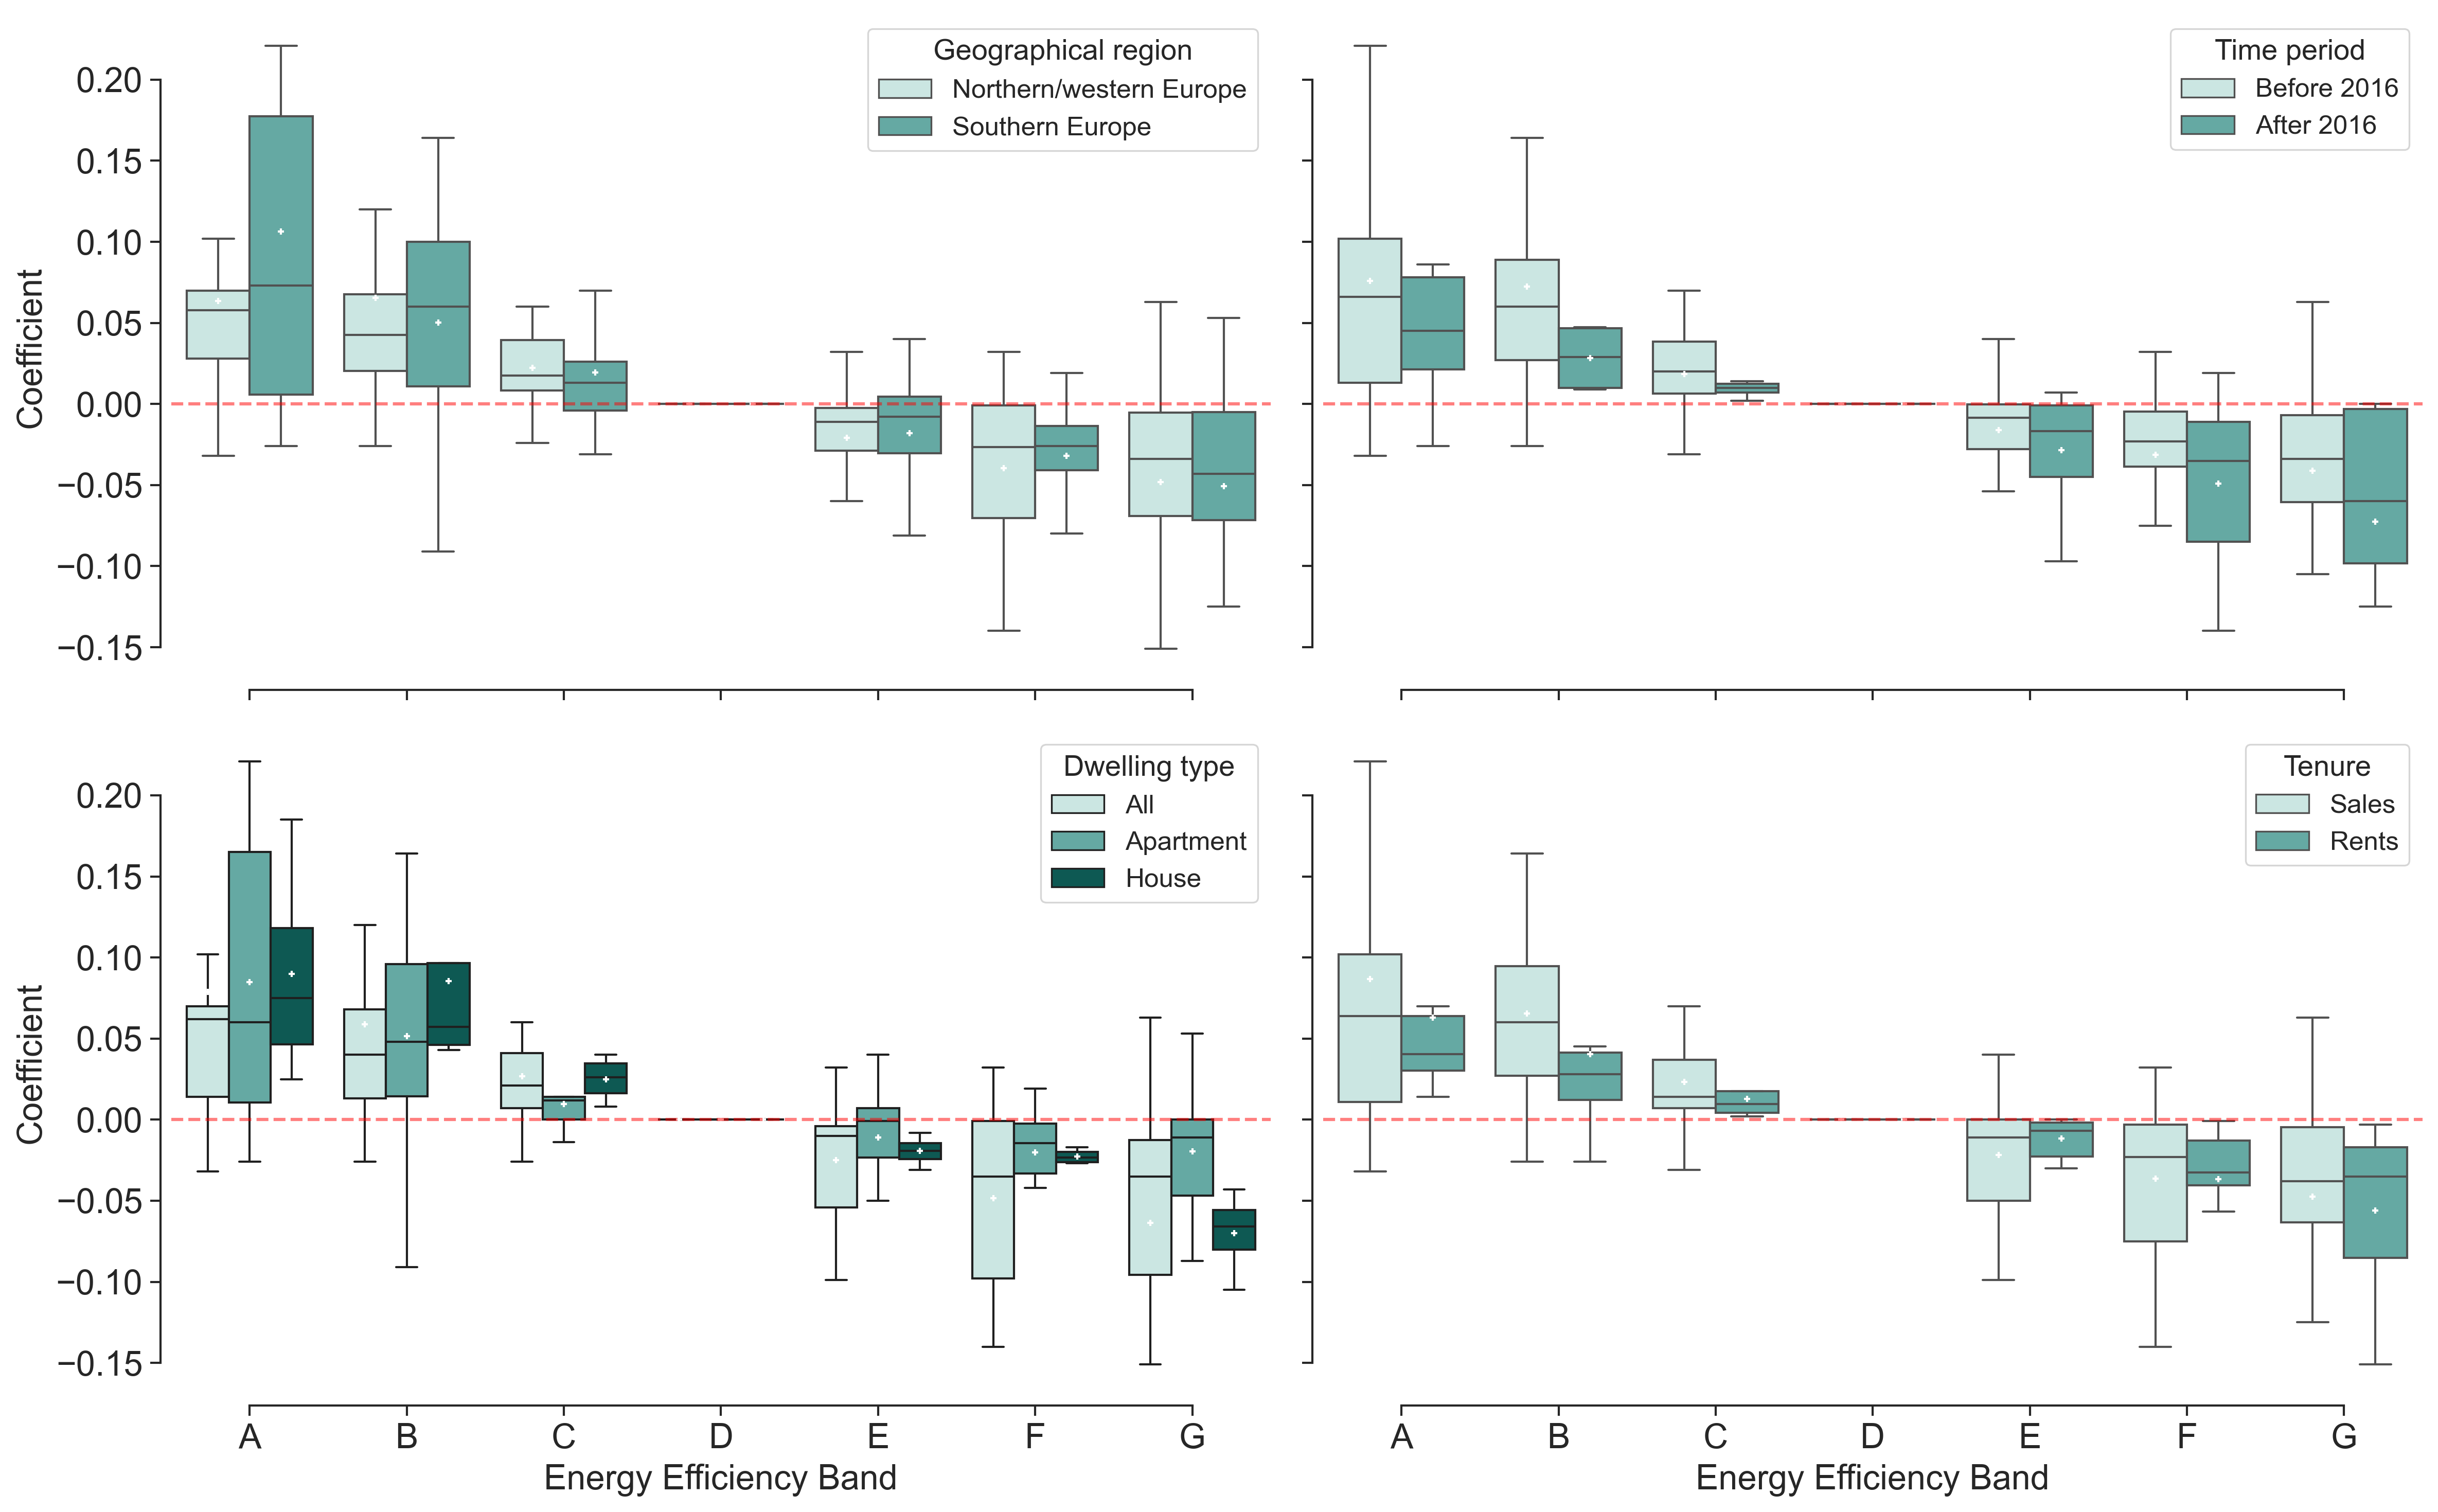 Geographical region
Northern/western Europe
Southern Europe
Time period
Before 2016
After 2016
Coefficient
0.20
0.15
0.10
0.05
0.00
−0.05
−0.10
−0.15
Dwelling type
All
Apartment
House
Tenure
Sales
Rents
Coefficient
0.20
0.15
0.10
0.05
0.00
−0.05
−0.10
−0.15
A B C D E F G
Energy Efficiency Band
A B C D E F G
Energy Efficiency Band